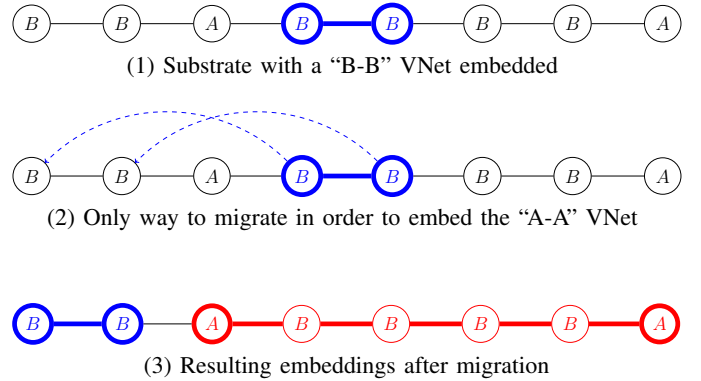 B B A B B B B A
(1) Substrate with a “B-B” VNet embedded
B B A B B B B A
(2) Only way to migrate in order to embed the “A-A” VNet
B B A B B B B A
(3) Resulting embeddings after migration